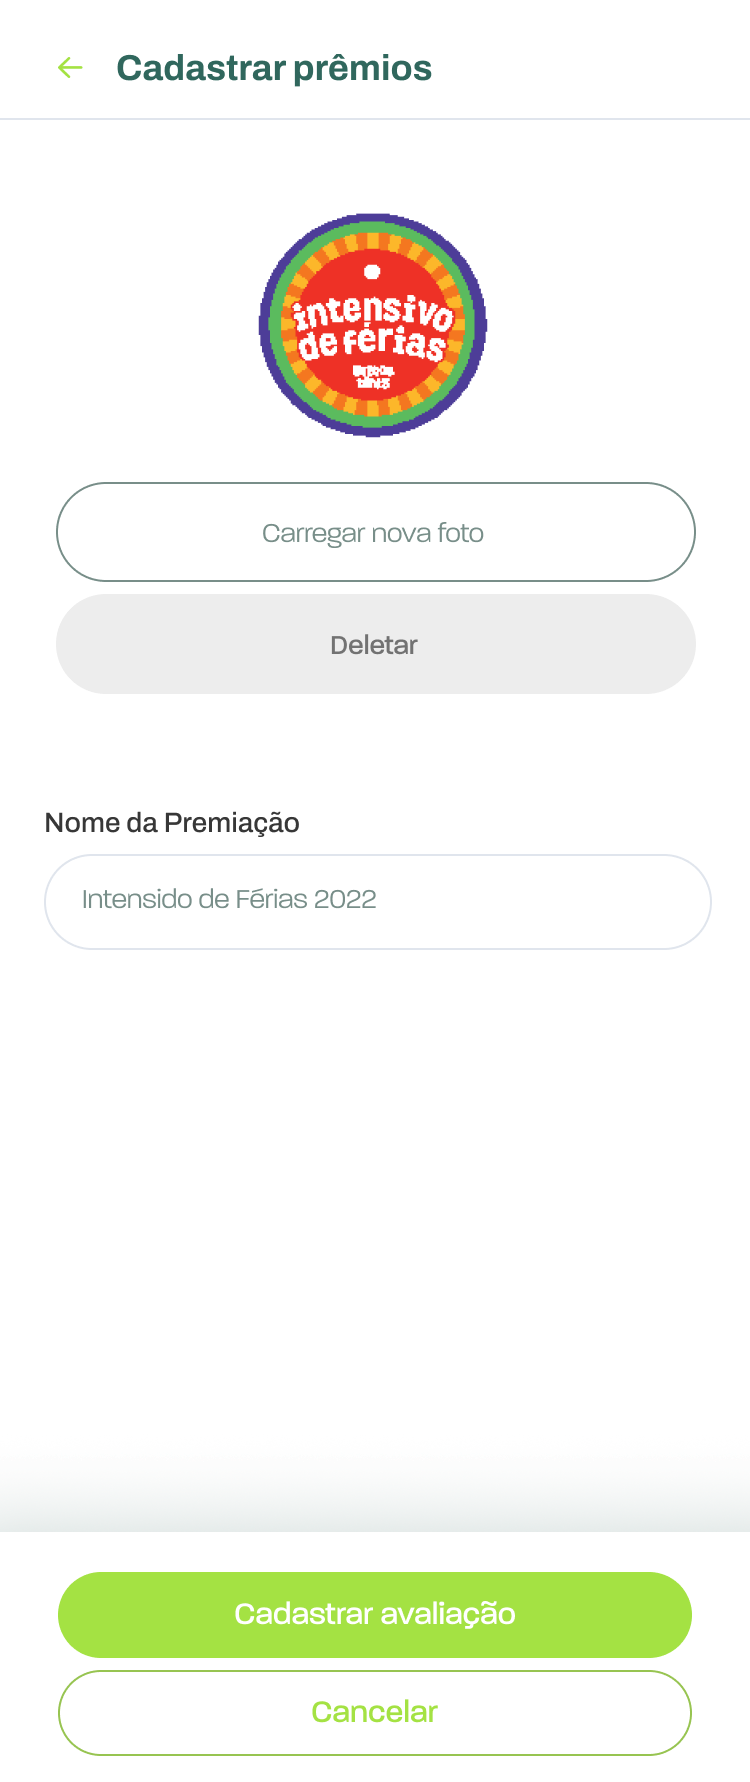 Cadastrar prêmios
intensivo
de férias
Carregar nova foto
Deletar
Nome da Premiação
Intensido de Férias 2022
Cadastrar avaliação
Cancelar